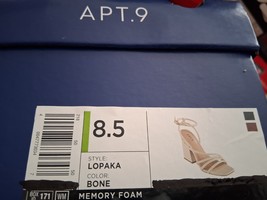 APT.9
8.5
STYLE:
LOPAKA
COLOR:
BONE
MEMORY FOAM
171
WM